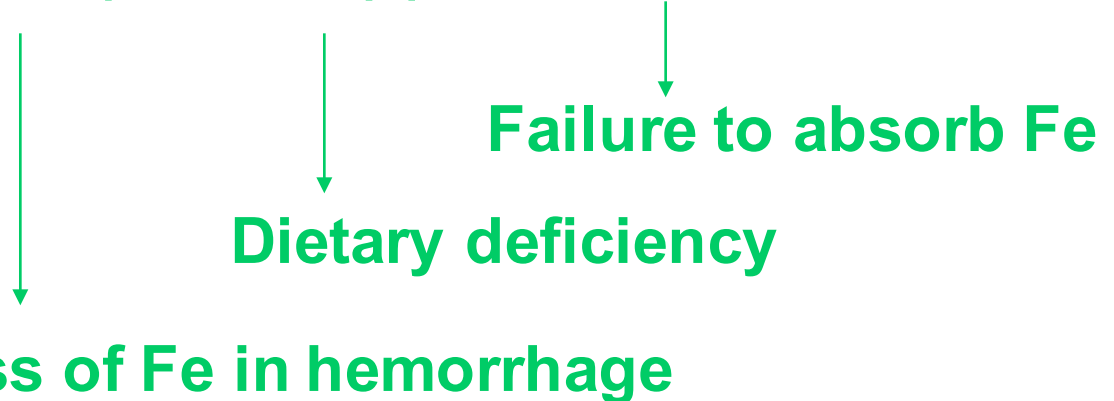 Failure to absorb Fe
Dietary deficiency
ss of Fe in hemorrhage